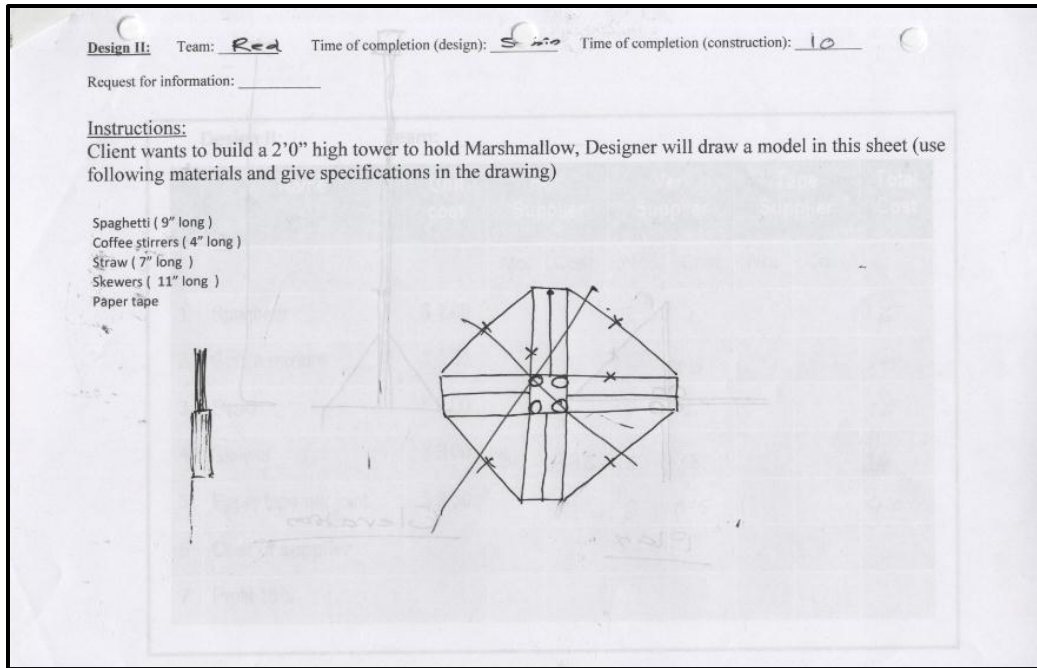 Design II: Team: Red Time of completion (design): 5 min Time of completion (construction): 10
Request for information:
Instructions:
Client wants to build a 2’0” high tower to hold Marshmallow, Designer will draw a model in this sheet (use
following materials and give specifications in the drawing)
Spaghetti ( 9” long )
Coffee stirrers ( 4” long )
Straw ( 7” long )
Skewers ( 11” long )
Paper tape